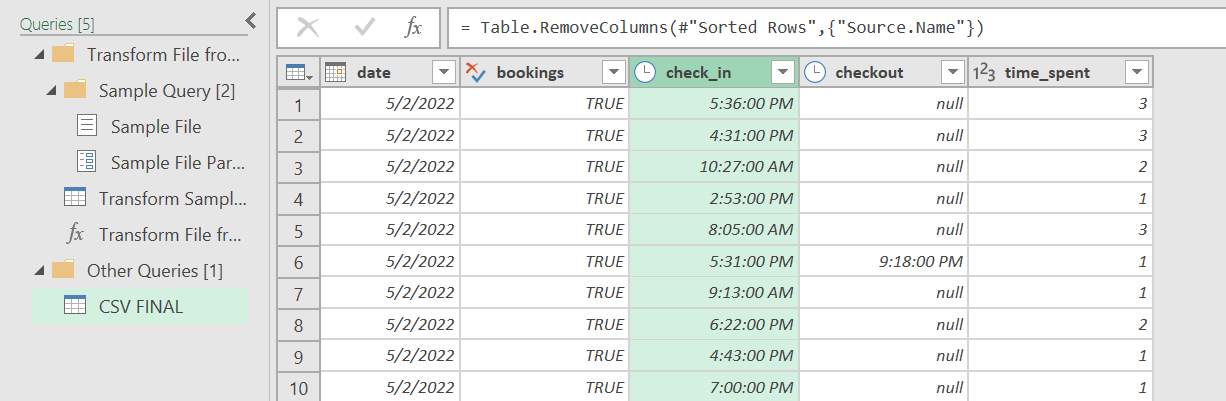 Queries [5]
Transform File fro...
Sample Query [2]
Sample File
Sample File Par...
Transform Sampl...
fx Transform File fr...
Other Queries [1]
CSV FINAL
fx = Table.RemoveColumns(#"Sorted Rows",{"Source.Name"})
date bookings check_in checkout 123 time_spent
1 5/2/2022 TRUE 5:36:00 PM null 3
2 5/2/2022 TRUE 4:31:00 PM null 3
3 5/2/2022 TRUE 10:27:00 AM null 2
4 5/2/2022 TRUE 2:53:00 PM null 1
5 5/2/2022 TRUE 8:05:00 AM null 3
6 5/2/2022 TRUE 5:31:00 PM 9:18:00 PM 1
7 5/2/2022 TRUE 9:13:00 AM null 1
8 5/2/2022 TRUE 6:22:00 PM null 2
9 5/2/2022 TRUE 4:43:00 PM null 1
10 5/2/2022 TRUE 7:00:00 PM null 1